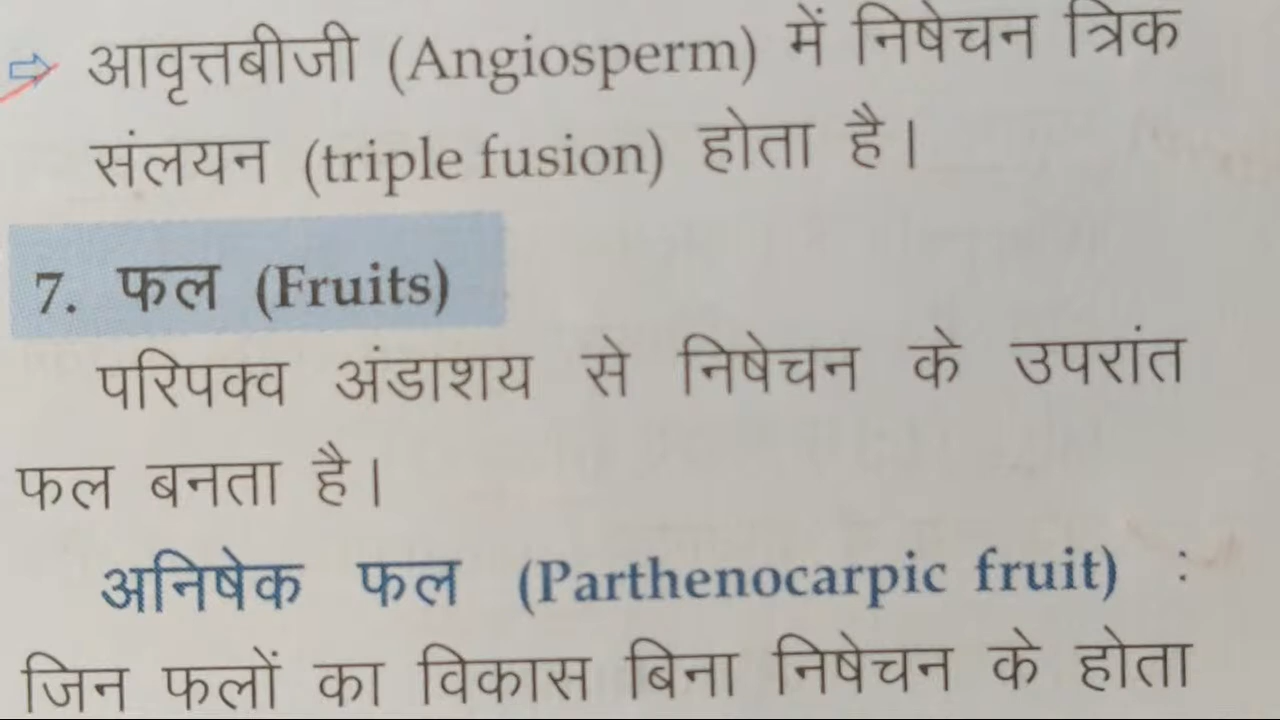 ⇨ आवृत्तबीजी (Angiosperm) में निषेचन त्रिक
संलयन (triple fusion) होता है।
7. फल (Fruits)
परिपक्व अंडाशय से निषेचन के उपरांत
फल बनता है।
अनिषेक फल (Parthenocarpic fruit) :
जिन फलों का विकास बिना निषेचन के होता